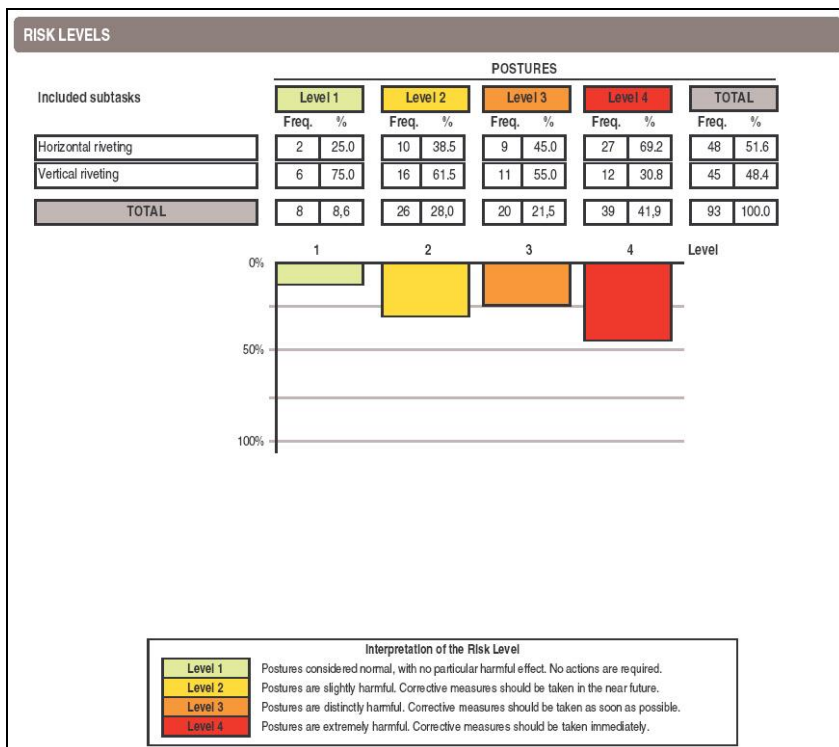 RISK LEVELS
POSTURES
Included subtasks Level 1 Level 2 Level 3 Level 4 TOTAL
Freq. % Freq. % Freq. % Freq. % Freq. %
Horizontal riveting 2 25.0 10 38.5 9 45.0 27 69.2 48 51.6
Vertical riveting 6 75.0 16 61.5 11 55.0 12 30.8 45 48.4
TOTAL 8 8,6 26 28,0 20 21,5 39 41,9 93 100.0
1 2 3 4 Level
0%
50%
100%
Interpretation of the Risk Level
Level 1 Postures considered normal, with no particular harmful effect. No actions are required.
Level 2 Postures are slightly harmful. Corrective measures should be taken in the near future.
Level 3 Postures are distinctly harmful. Corrective measures should be taken as soon as possible.
Level 4 Postures are extremely harmful. Corrective measures should be taken immediately.